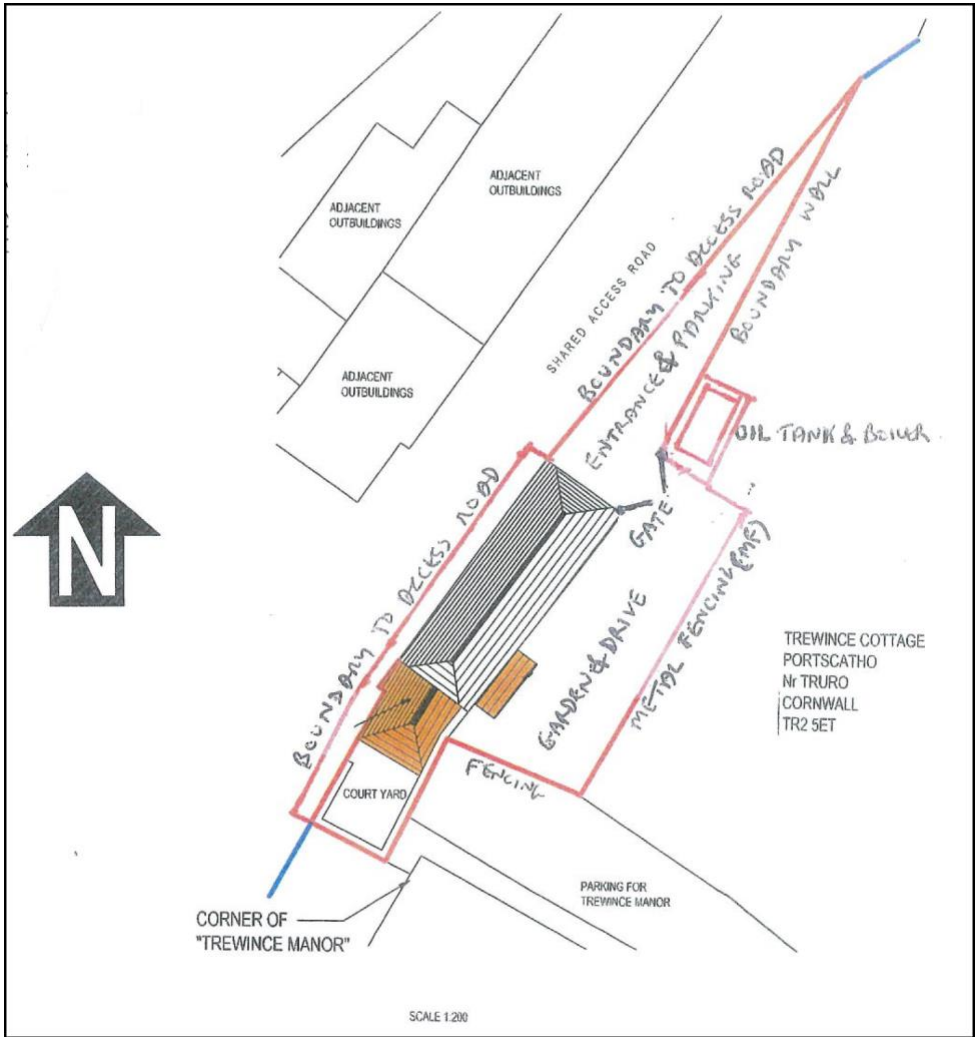 ADJACENT
OUTBUILDINGS
ADJACENT
OUTBUILDINGS
ADJACENT
OUTBUILDINGS
SHARED ACCESS ROAD
BOUNDARY TO ACCESS ROAD
ENTRANCE & PARKING
BOUNDARY WALL
OIL TANK & BOILER
GATE
BOUNDARY TO ACCESS ROAD
N
GARDEN & DRIVE
METAL FENCING (MF)
FENCING
TREWINCE COTTAGE
PORTSCATHO
Nr TRURO
CORNWALL
TR2 5ET
COURT YARD
PARKING FOR
TREWINCE MANOR
CORNER OF
"TREWINCE MANOR"
SCALE 1:200